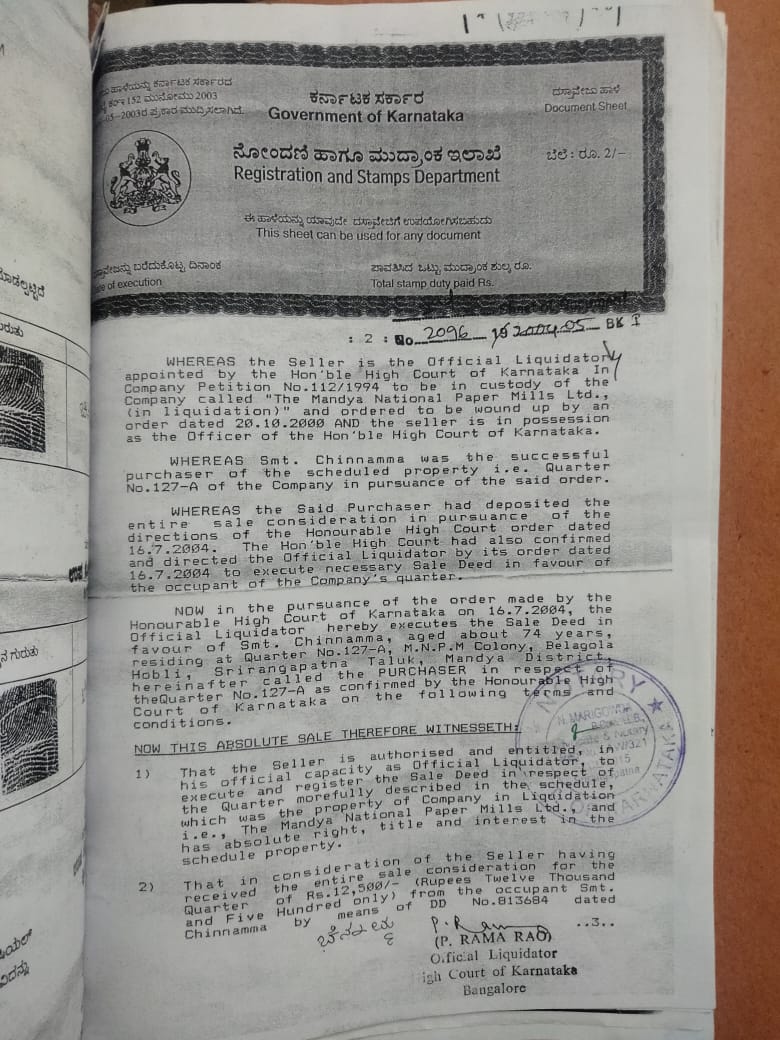 ಹಾಳೆಯನ್ನು ಕರ್ನಾಟಕ ಸರ್ಕಾರದ
152 ಮುನೋಮು 2003
-05-2003ರ ಪ್ರಕಾರ ಮುದ್ರಿಸಲಾಗಿದೆ.
ಕರ್ನಾಟಕ ಸರ್ಕಾರ
Government of Karnataka
ದಸ್ತಾವೇಜು ಹಾಳೆ
Document Sheet
ನೋಂದಣಿ ಹಾಗೂ ಮುದ್ರಾಂಕ ಇಲಾಖೆ
Registration and Stamps Department
ಬೆಲೆ : ರೂ. 2/-
ಈ ಹಾಳೆಯನ್ನು ಯಾವುದೇ ದಸ್ತಾವೇಜಿಗೆ ಉಪಯೋಗಿಸಬಹುದು
This sheet can be used for any document
ದಸ್ತಾವೇಜನ್ನು ಬರೆದುಕೊಟ್ಟ ದಿನಾಂಕ
of execution
ಪಾವತಿಸಿದ ಒಟ್ಟು ಮುದ್ರಾಂಕ ಶುಲ್ಕ ರೂ.
Total stamp duty paid Rs.
: 2 : No. 2096 2004-05 BK I
WHEREAS the Seller is the Official Liquidator
appointed by the Hon'ble High Court of Karnataka In
Company Petition No.112/1994 to be in custody of the
Company called "The Mandya National Paper Mills Ltd.,
(in liquidation)" and ordered to be wound up by an
order dated 20.10.2000 AND the seller is in possession
as the Officer of the Hon'ble High Court of Karnataka.
WHEREAS Smt. Chinnamma was the successful
purchaser of the scheduled property i.e. Quarter
No.127-A of the Company in pursuance of the said order.
WHEREAS the Said Purchaser had deposited the
entire sale consideration in pursuance of the
directions of the Honourable High Court order dated
16.7.2004. The Hon'ble High Court had also confirmed
and directed the Official Liquidator by its order dated
16.7.2004 to execute necessary Sale Deed in favour of
the occupant of the Company's quarter.
NOW in the pursuance of the order made by the
Honourable High Court of Karnataka on 16.7.2004, the
Official Liquidator hereby executes the Sale Deed in
favour of Smt. Chinnamma, aged about 74 years,
residing at Quarter No.127-A, M.N.P.M Colony, Belagola
Hobli, Srirangapatna Taluk, Mandya District,
hereinafter called the PURCHASER in respect of
theQuarter No.127-A as confirmed by the Honourable High
Court of Karnataka on the following terms and
conditions.
NOW THIS ABSOLUTE SALE THEREFORE WITNESSETH:
1) That the Seller is authorised and entitled, in
his official capacity as Official Liquidator, to
execute and register the Sale Deed in respect of
the Quarter morefully described in the schedule,
which was the property of Company in Liquidation
i.e., The Mandya National Paper Mills Ltd., and
has absolute right, title and interest in the
schedule property.
2) That in consideration of the Seller having
received the entire sale consideration for the
Quarter of Rs.12,500/- (Rupees Twelve Thousand
and Five Hundred only) from the occupant Smt.
Chinnamma by means of DD No.813684 dated
..3..
(P. RAMA RAO)
Official Liquidator
igh Court of Karnataka
Bangalore
NOTARY
N. MARIGOWDA